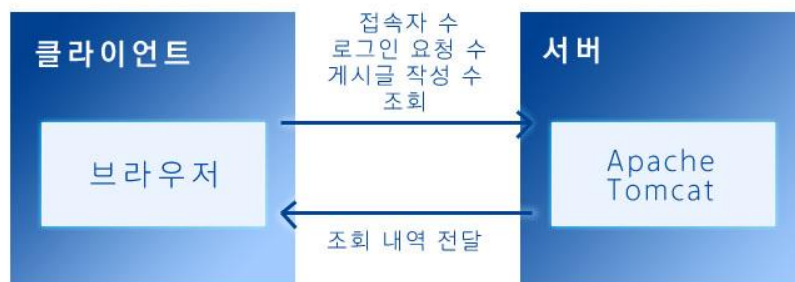 클라이언트
브라우저
접속자 수
로그인 요청 수
게시글 작성 수
조회
조회 내역 전달
서버
Apache
Tomcat